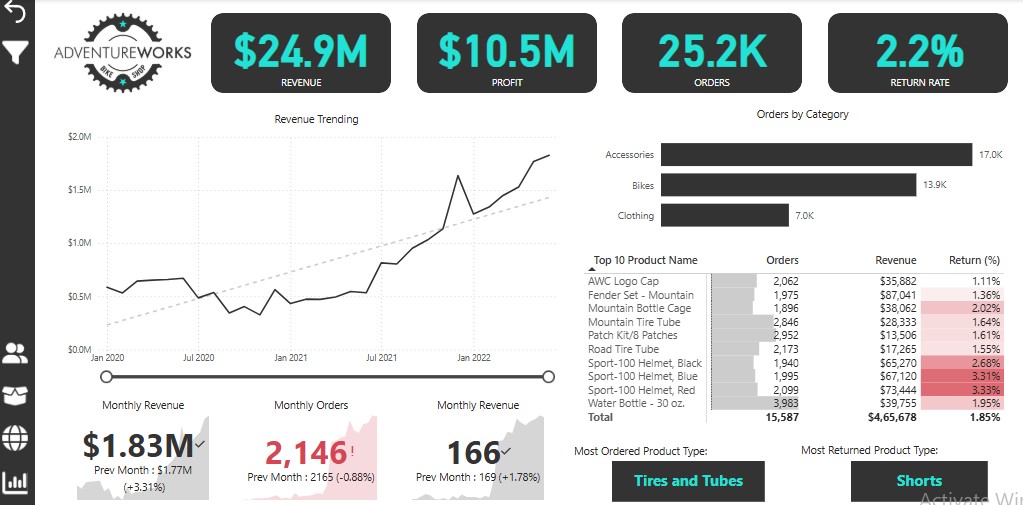 ADVENTUREWORKS
BIKE SHOP
$24.9M
REVENUE
$10.5M
PROFIT
25.2K
ORDERS
2.2%
RETURN RATE
Revenue Trending
$2.0M
$1.5M
$1.0M
$0.5M
$0.0M
Jan 2020 Jul 2020 Jan 2021 Jul 2021 Jan 2022
Orders by Category
Accessories 17.0K
Bikes 13.9K
Clothing 7.0K
Top 10 Product Name Orders Revenue Return (%)
AWC Logo Cap 2,062 $35,882 1.11%
Fender Set - Mountain 1,975 $87,041 1.36%
Mountain Bottle Cage 1,896 $38,062 2.02%
Mountain Tire Tube 2,846 $28,333 1.64%
Patch Kit/8 Patches 2,952 $13,506 1.61%
Road Tire Tube 2,173 $17,265 1.55%
Sport-100 Helmet, Black 1,940 $65,270 2.68%
Sport-100 Helmet, Blue 1,995 $67,120 3.31%
Sport-100 Helmet, Red 2,099 $73,444 3.33%
Water Bottle - 30 oz. 3,983 $39,755 1.95%
Total 15,587 $4,65,678 1.85%
Monthly Revenue
$1.83M
Prev Month : $1.77M
(+3.31%)
Monthly Orders
2,146!
Prev Month : 2165 (-0.88%)
Monthly Revenue
166
Prev Month : 169 (+1.78%)
Most Ordered Product Type:
Tires and Tubes
Most Returned Product Type:
Shorts
Activate Win